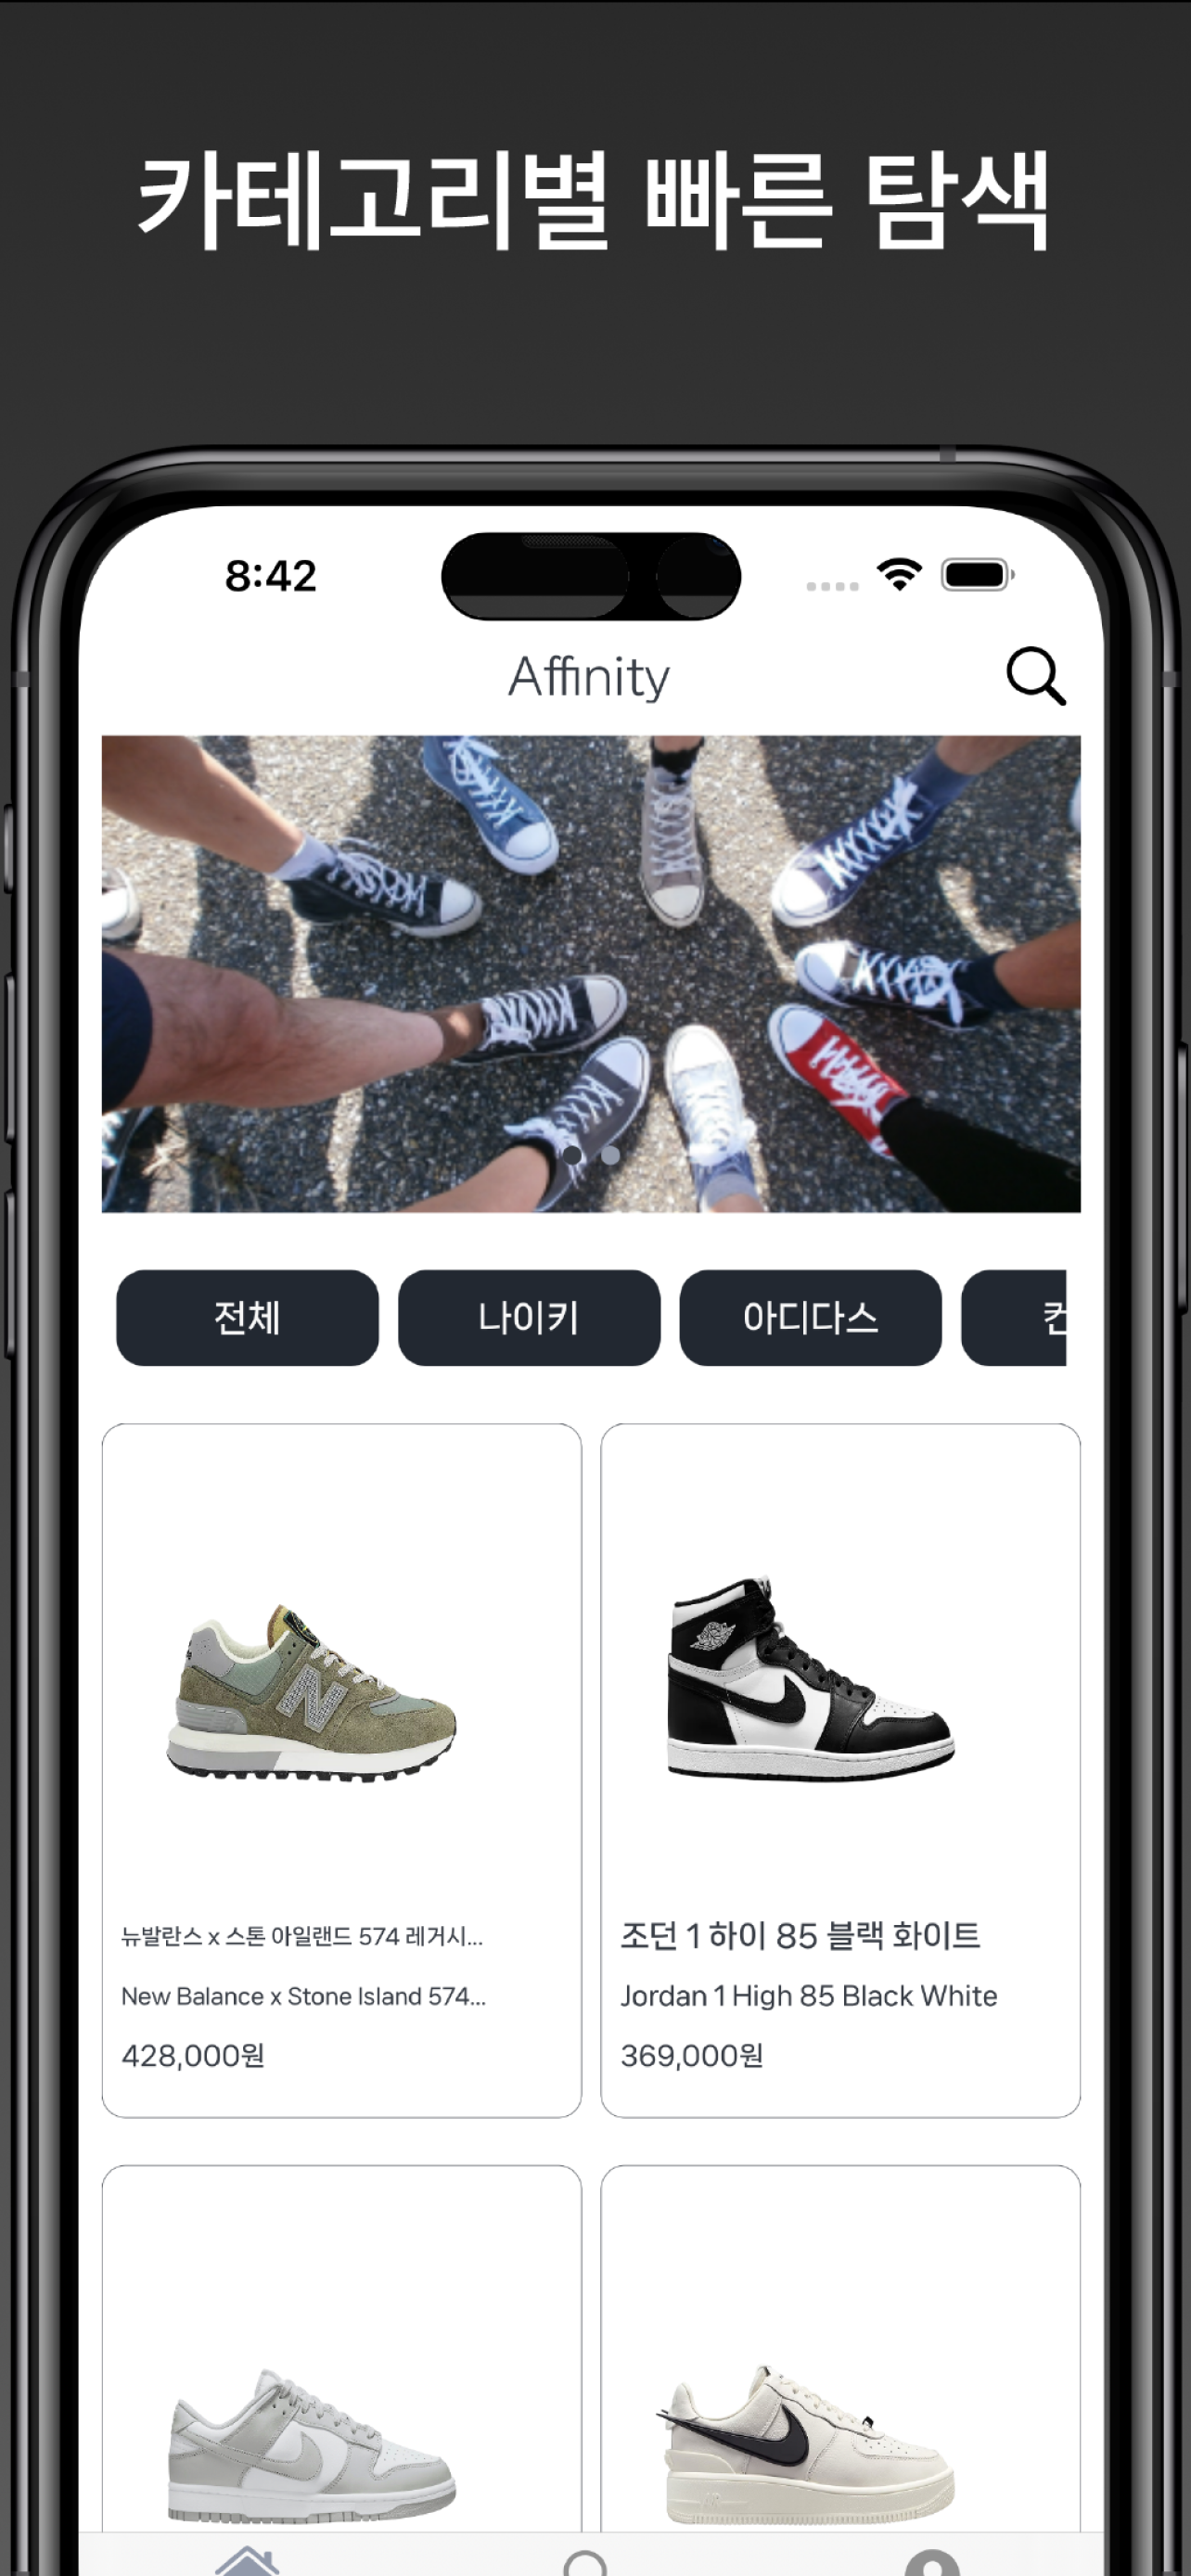 카테고리별 빠른 탐색
8:42
Affinity
전체
나이키
아디다스
뉴발란스 x 스톤 아일랜드 574 레거시...
New Balance x Stone Island 574...
428,000원
조던 1 하이 85 블랙 화이트
Jordan 1 High 85 Black White
369,000원